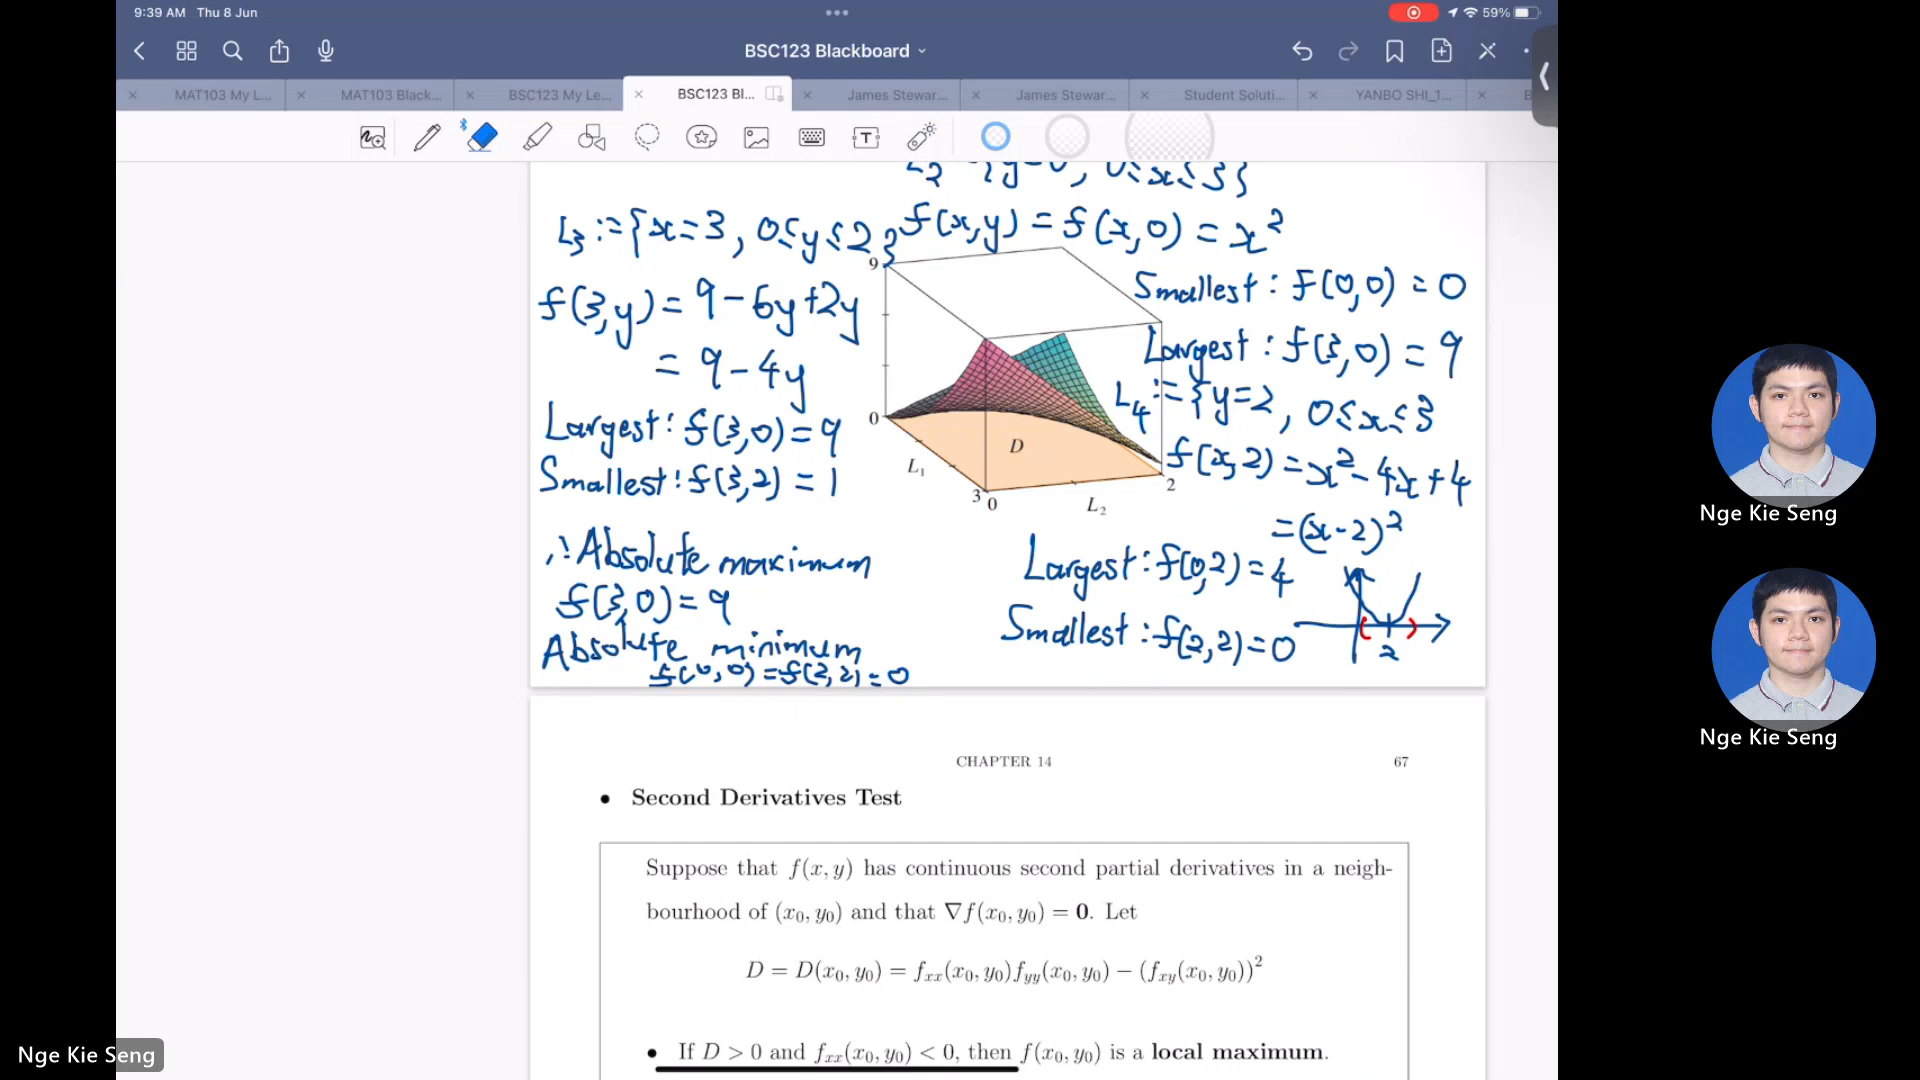 9:39 AM Thu 8 Jun
59%
BSC123 Blackboard
MAT103 My L...
MAT103 Black...
BSC123 My Le...
BSC123 Bl...
James Stewar...
James Stewar...
Student Soluti...
YANBO SHI_1...
L₂ = {y=0, 0≤x≤3}
L₃ := {x=3, 0≤y≤2}
f(x,y) = f(x,0) = x²
f(3,y) = 9-6y+2y
= 9-4y
Largest: f(3,0) = 9
Smallest: f(3,2) = 1
Smallest: f(0,0) = 0
Largest: f(3,0) = 9
L₄ := {y=2, 0≤x≤3
f(x,2) = x²-4x+4
= (x-2)²
9
0
D
L₁
3
0
L₂
2
∴ Absolute maximum
f(3,0) = 9
Absolute minimum
f(0,0) = f(2,2) = 0
Largest: f(0,2) = 4
Smallest: f(2,2) = 0
2
CHAPTER 14 67
• Second Derivatives Test
Suppose that f(x, y) has continuous second partial derivatives in a neigh-
bourhood of (x₀, y₀) and that ∇f(x₀, y₀) = 0. Let
D = D(x₀, y₀) = fₓₓ(x₀, y₀)f_yy(x₀, y₀) − (f_xy(x₀, y₀))²
• If D > 0 and fₓₓ(x₀, y₀) < 0, then f(x₀, y₀) is a local maximum.
Nge Kie Seng
Nge Kie Seng
Nge Kie Seng